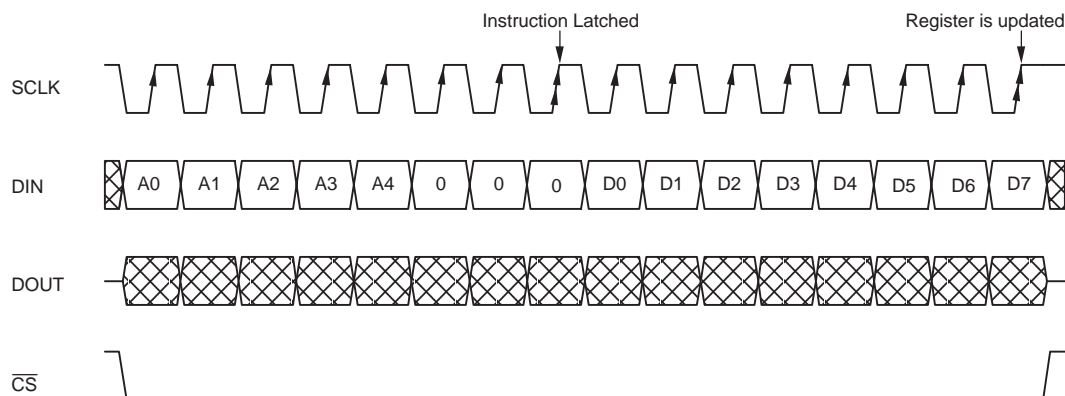 Instruction Latched Register is updated
SCLK
DIN A0 A1 A2 A3 A4 0 0 0 D0 D1 D2 D3 D4 D5 D6 D7
DOUT
CS